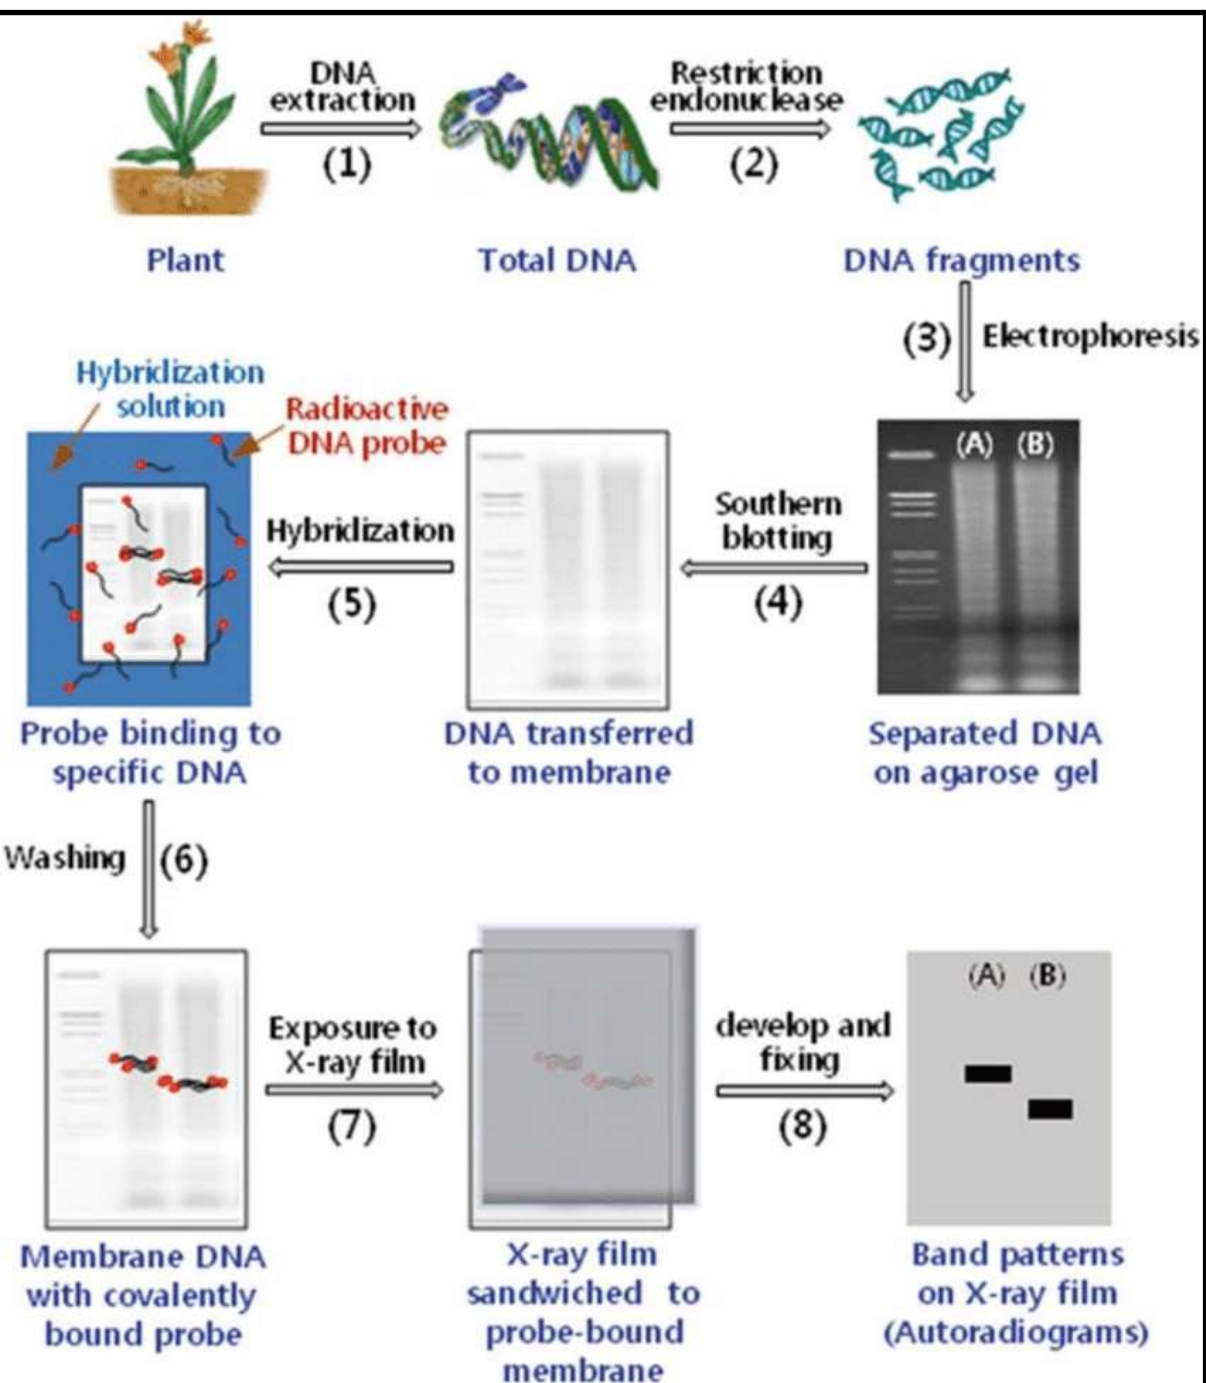 DNA
extraction
(1)
Restriction
endonuclease
(2)
Plant
Total DNA
DNA fragments
(3)
Electrophoresis
Hybridization
solution
Radioactive
DNA probe
Hybridization
(5)
Southern
blotting
(4)
(A) (B)
Probe binding to
specific DNA
DNA transferred
to membrane
Separated DNA
on agarose gel
Washing
(6)
Exposure to
X-ray film
(7)
develop and
fixing
(8)
(A) (B)
Membrane DNA
with covalently
bound probe
X-ray film
sandwiched to
probe-bound
membrane
Band patterns
on X-ray film
(Autoradiograms)